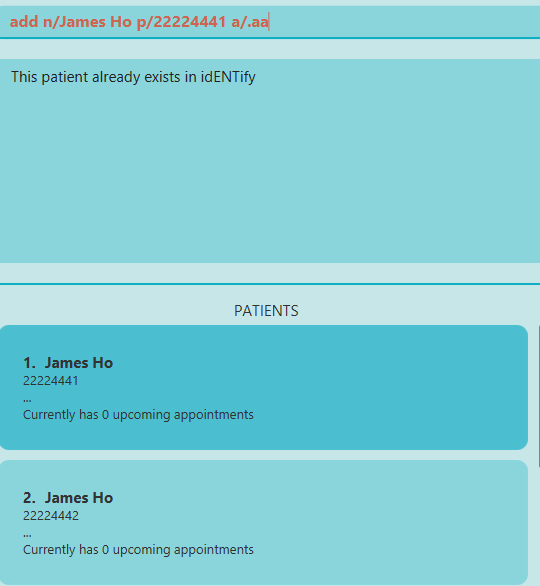 add n/James Ho p/22224441 a/.aa
This patient already exists in idENTify
PATIENTS
1. James Ho
22224441
...
Currently has 0 upcoming appointments
2. James Ho
22224442
...
Currently has 0 upcoming appointments